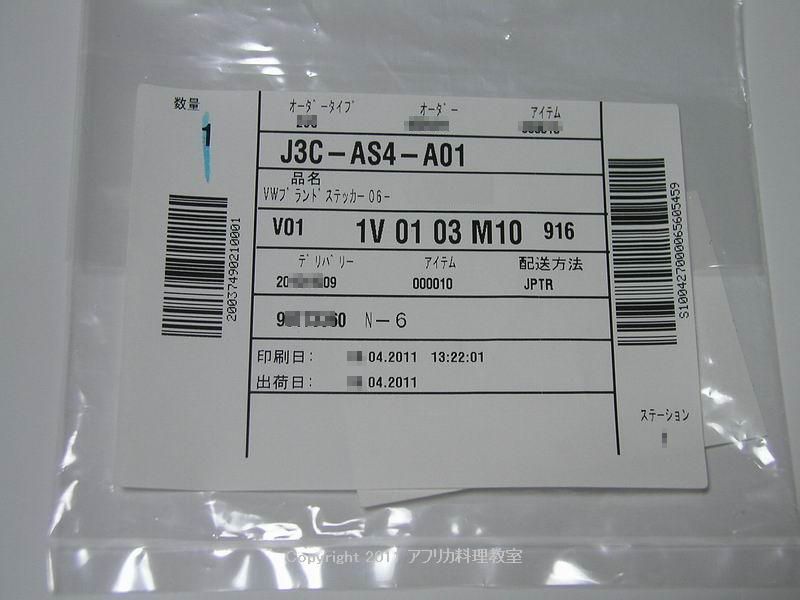 数量
1
オーダータイプ オーダー アイテム
J3C-AS4-A01
品名
VWブランドステッカー06-
V01 1V 01 03 M10 916
デリバリー アイテム 配送方法
000010 JPTR
N-6
印刷日: 04.2011 13:22:01
出荷日: 04.2011
20037490210001
S1004270000065605459
ステーション
Copyright 2011 アフリカ料理教室